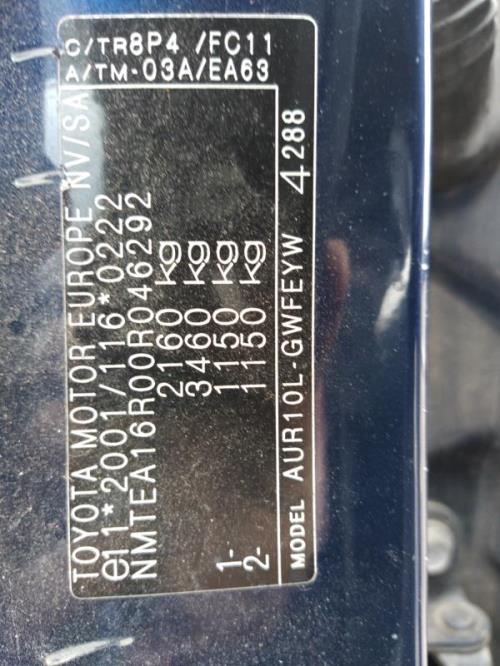 TOYOTA MOTOR EUROPE NV/SA
e11*2001/116*0222
NMTEA16R00R046292
2160 kg
3460 kg
1- 1150 kg
2- 1150 kg
MODEL AUR10L-GWFEYW 4288
C/TR8P4 /FC11
A/TM-03A/EA63